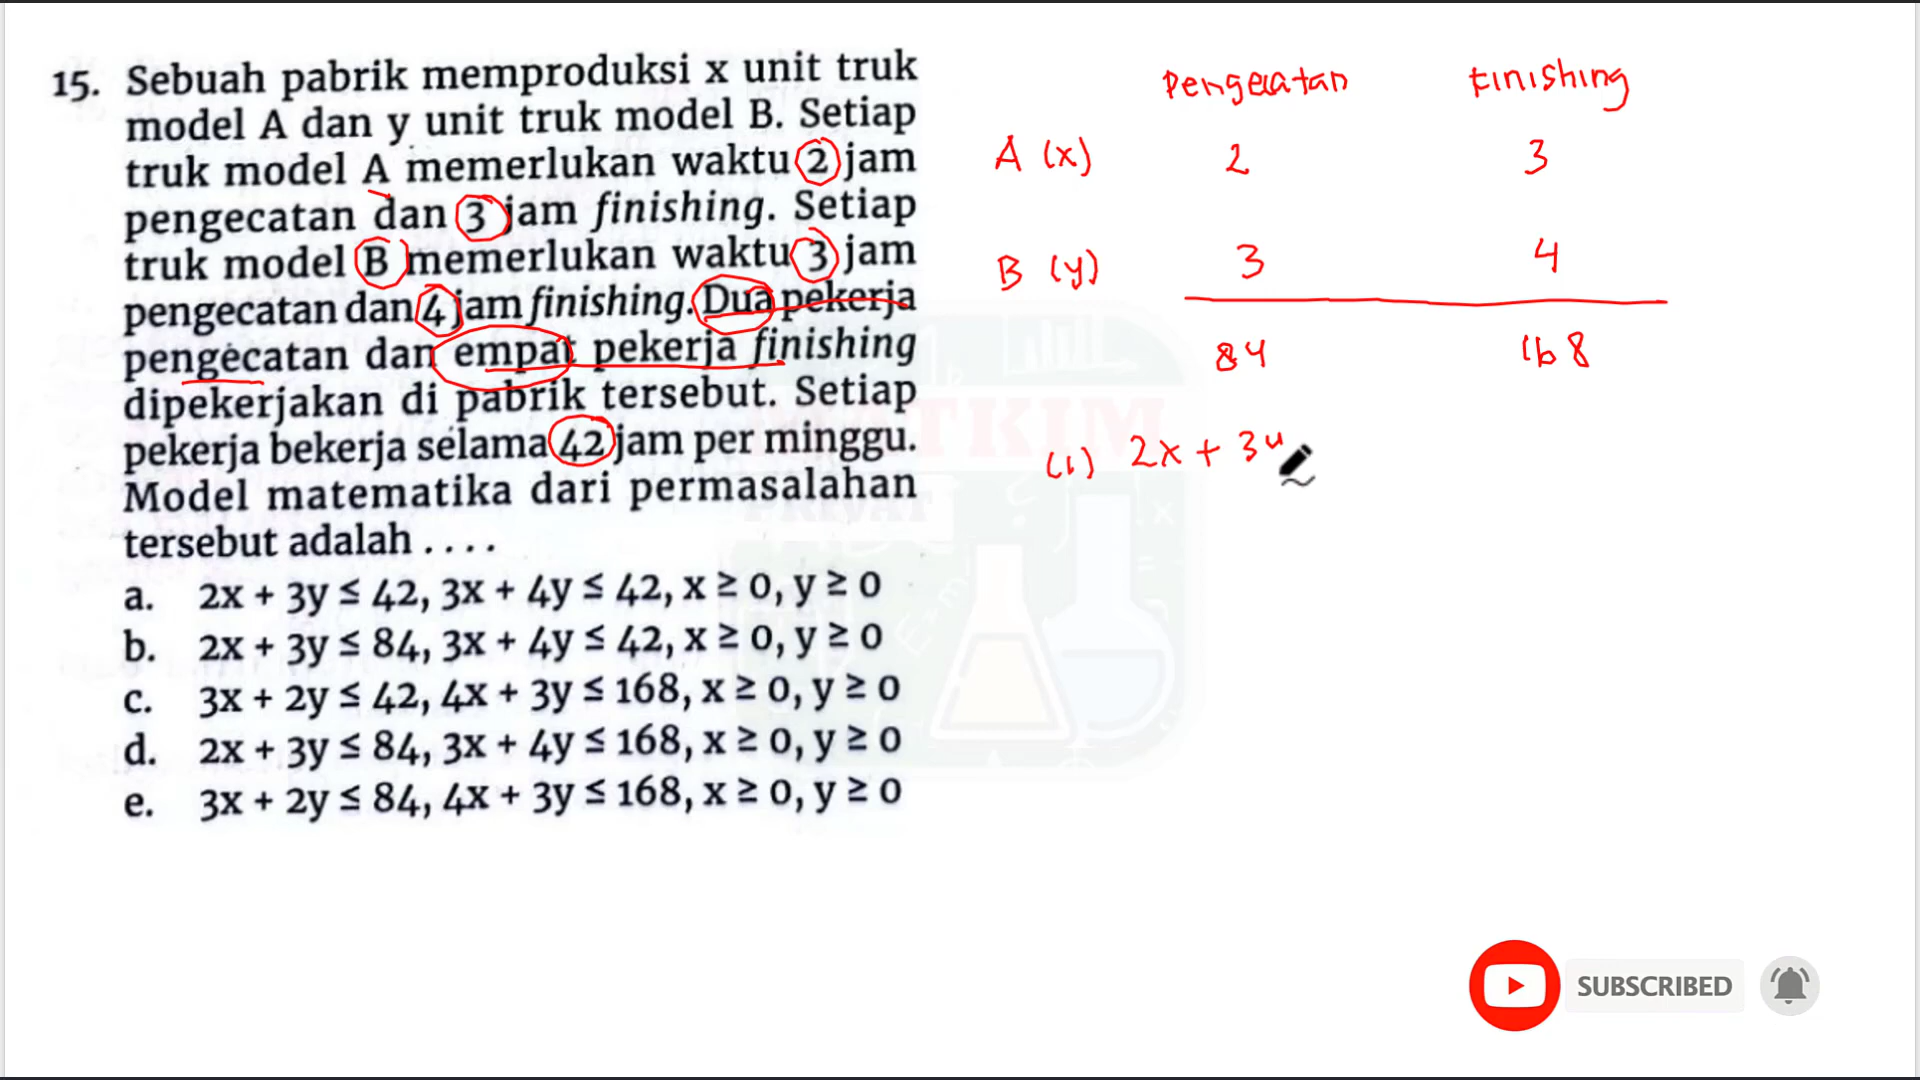 15. Sebuah pabrik memproduksi x unit truk
model A dan y unit truk model B. Setiap
truk model A memerlukan waktu 2 jam
pengecatan dan 3 jam finishing. Setiap
truk model B memerlukan waktu 3 jam
pengecatan dan 4 jam finishing. Dua pekerja
pengecatan dan empat pekerja finishing
dipekerjakan di pabrik tersebut. Setiap
pekerja bekerja selama 42 jam per minggu.
Model matematika dari permasalahan
tersebut adalah . . . .
a. 2x + 3y ≤ 42, 3x + 4y ≤ 42, x ≥ 0, y ≥ 0
b. 2x + 3y ≤ 84, 3x + 4y ≤ 42, x ≥ 0, y ≥ 0
c. 3x + 2y ≤ 42, 4x + 3y ≤ 168, x ≥ 0, y ≥ 0
d. 2x + 3y ≤ 84, 3x + 4y ≤ 168, x ≥ 0, y ≥ 0
e. 3x + 2y ≤ 84, 4x + 3y ≤ 168, x ≥ 0, y ≥ 0
Pengecatan Finishing
A (x) 2 3
B (y) 3 4
84 168
(1) 2x + 3y
PRIVAT
SUBSCRIBED